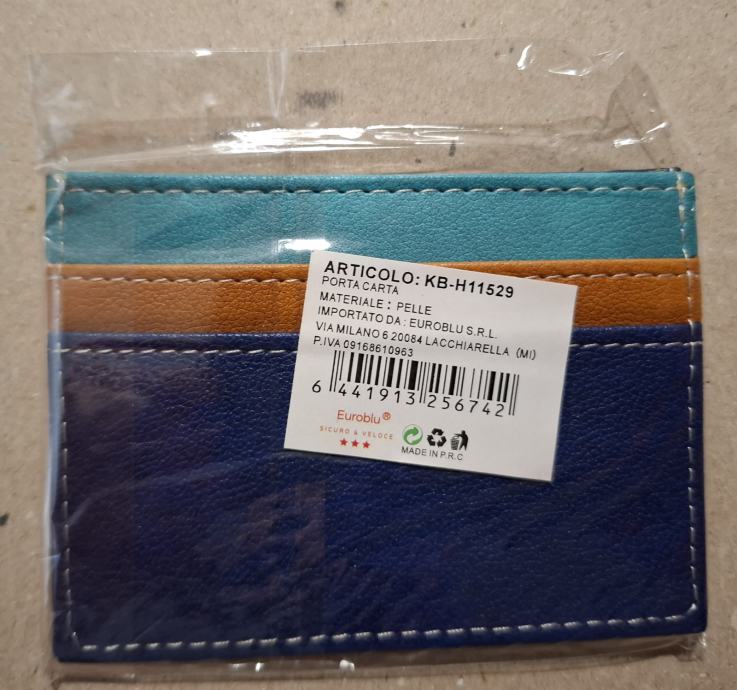 ARTICOLO: KB-H11529
PORTA CARTA
MATERIALE : PELLE
IMPORTATO DA : EUROBLU S.R.L.
VIA MILANO 6 20084 LACCHIARELLA (MI)
P.IVA 09168610963
6 441913 256742
Euroblu®
SICURO & VELOCE
MADE IN P.R.C